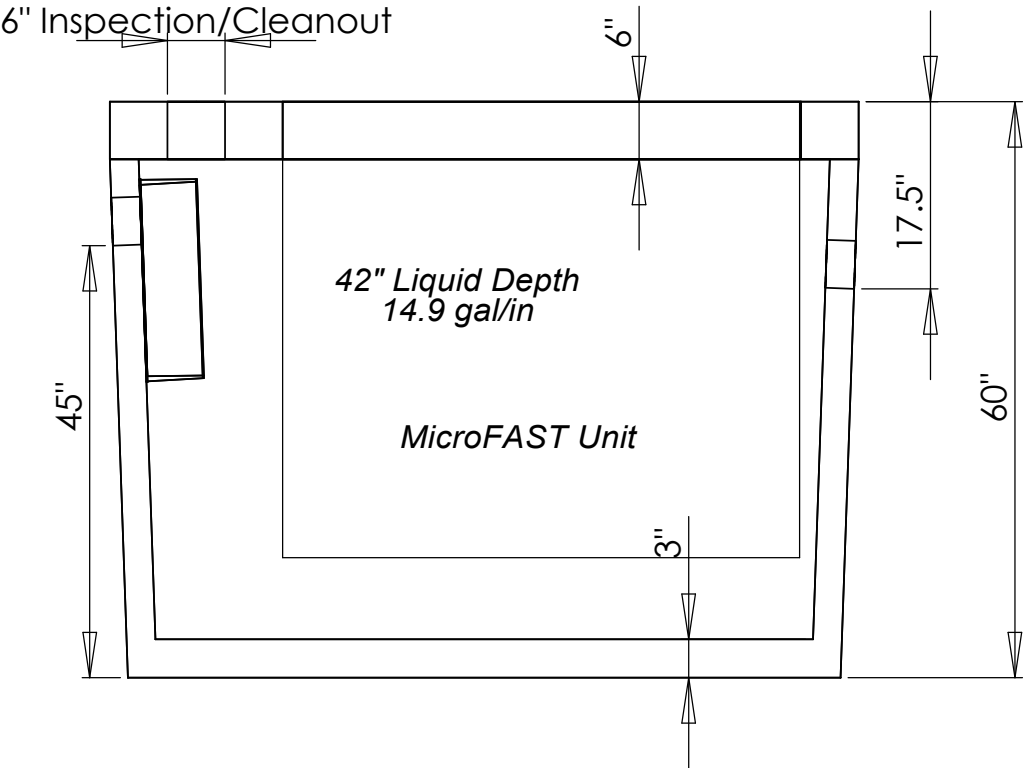 6" Inspection/Cleanout
6"
17.5"
42" Liquid Depth
14.9 gal/in
45"
60"
MicroFAST Unit
3"